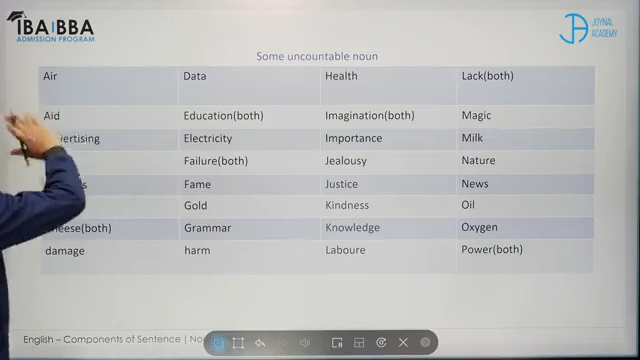 IBA|BBA
ADMISSION PROGRAM
JOYNAL
ACADEMY
Some uncountable noun
Air Data Health Lack(both)
Aid Education(both) Imagination(both) Magic
Electricity Importance Milk
Failure(both) Jealousy Nature
Fame Justice News
Gold Kindness Oil
Grammar Knowledge Oxygen
damage harm Laboure Power(both)
English – Components of Sentence ( No